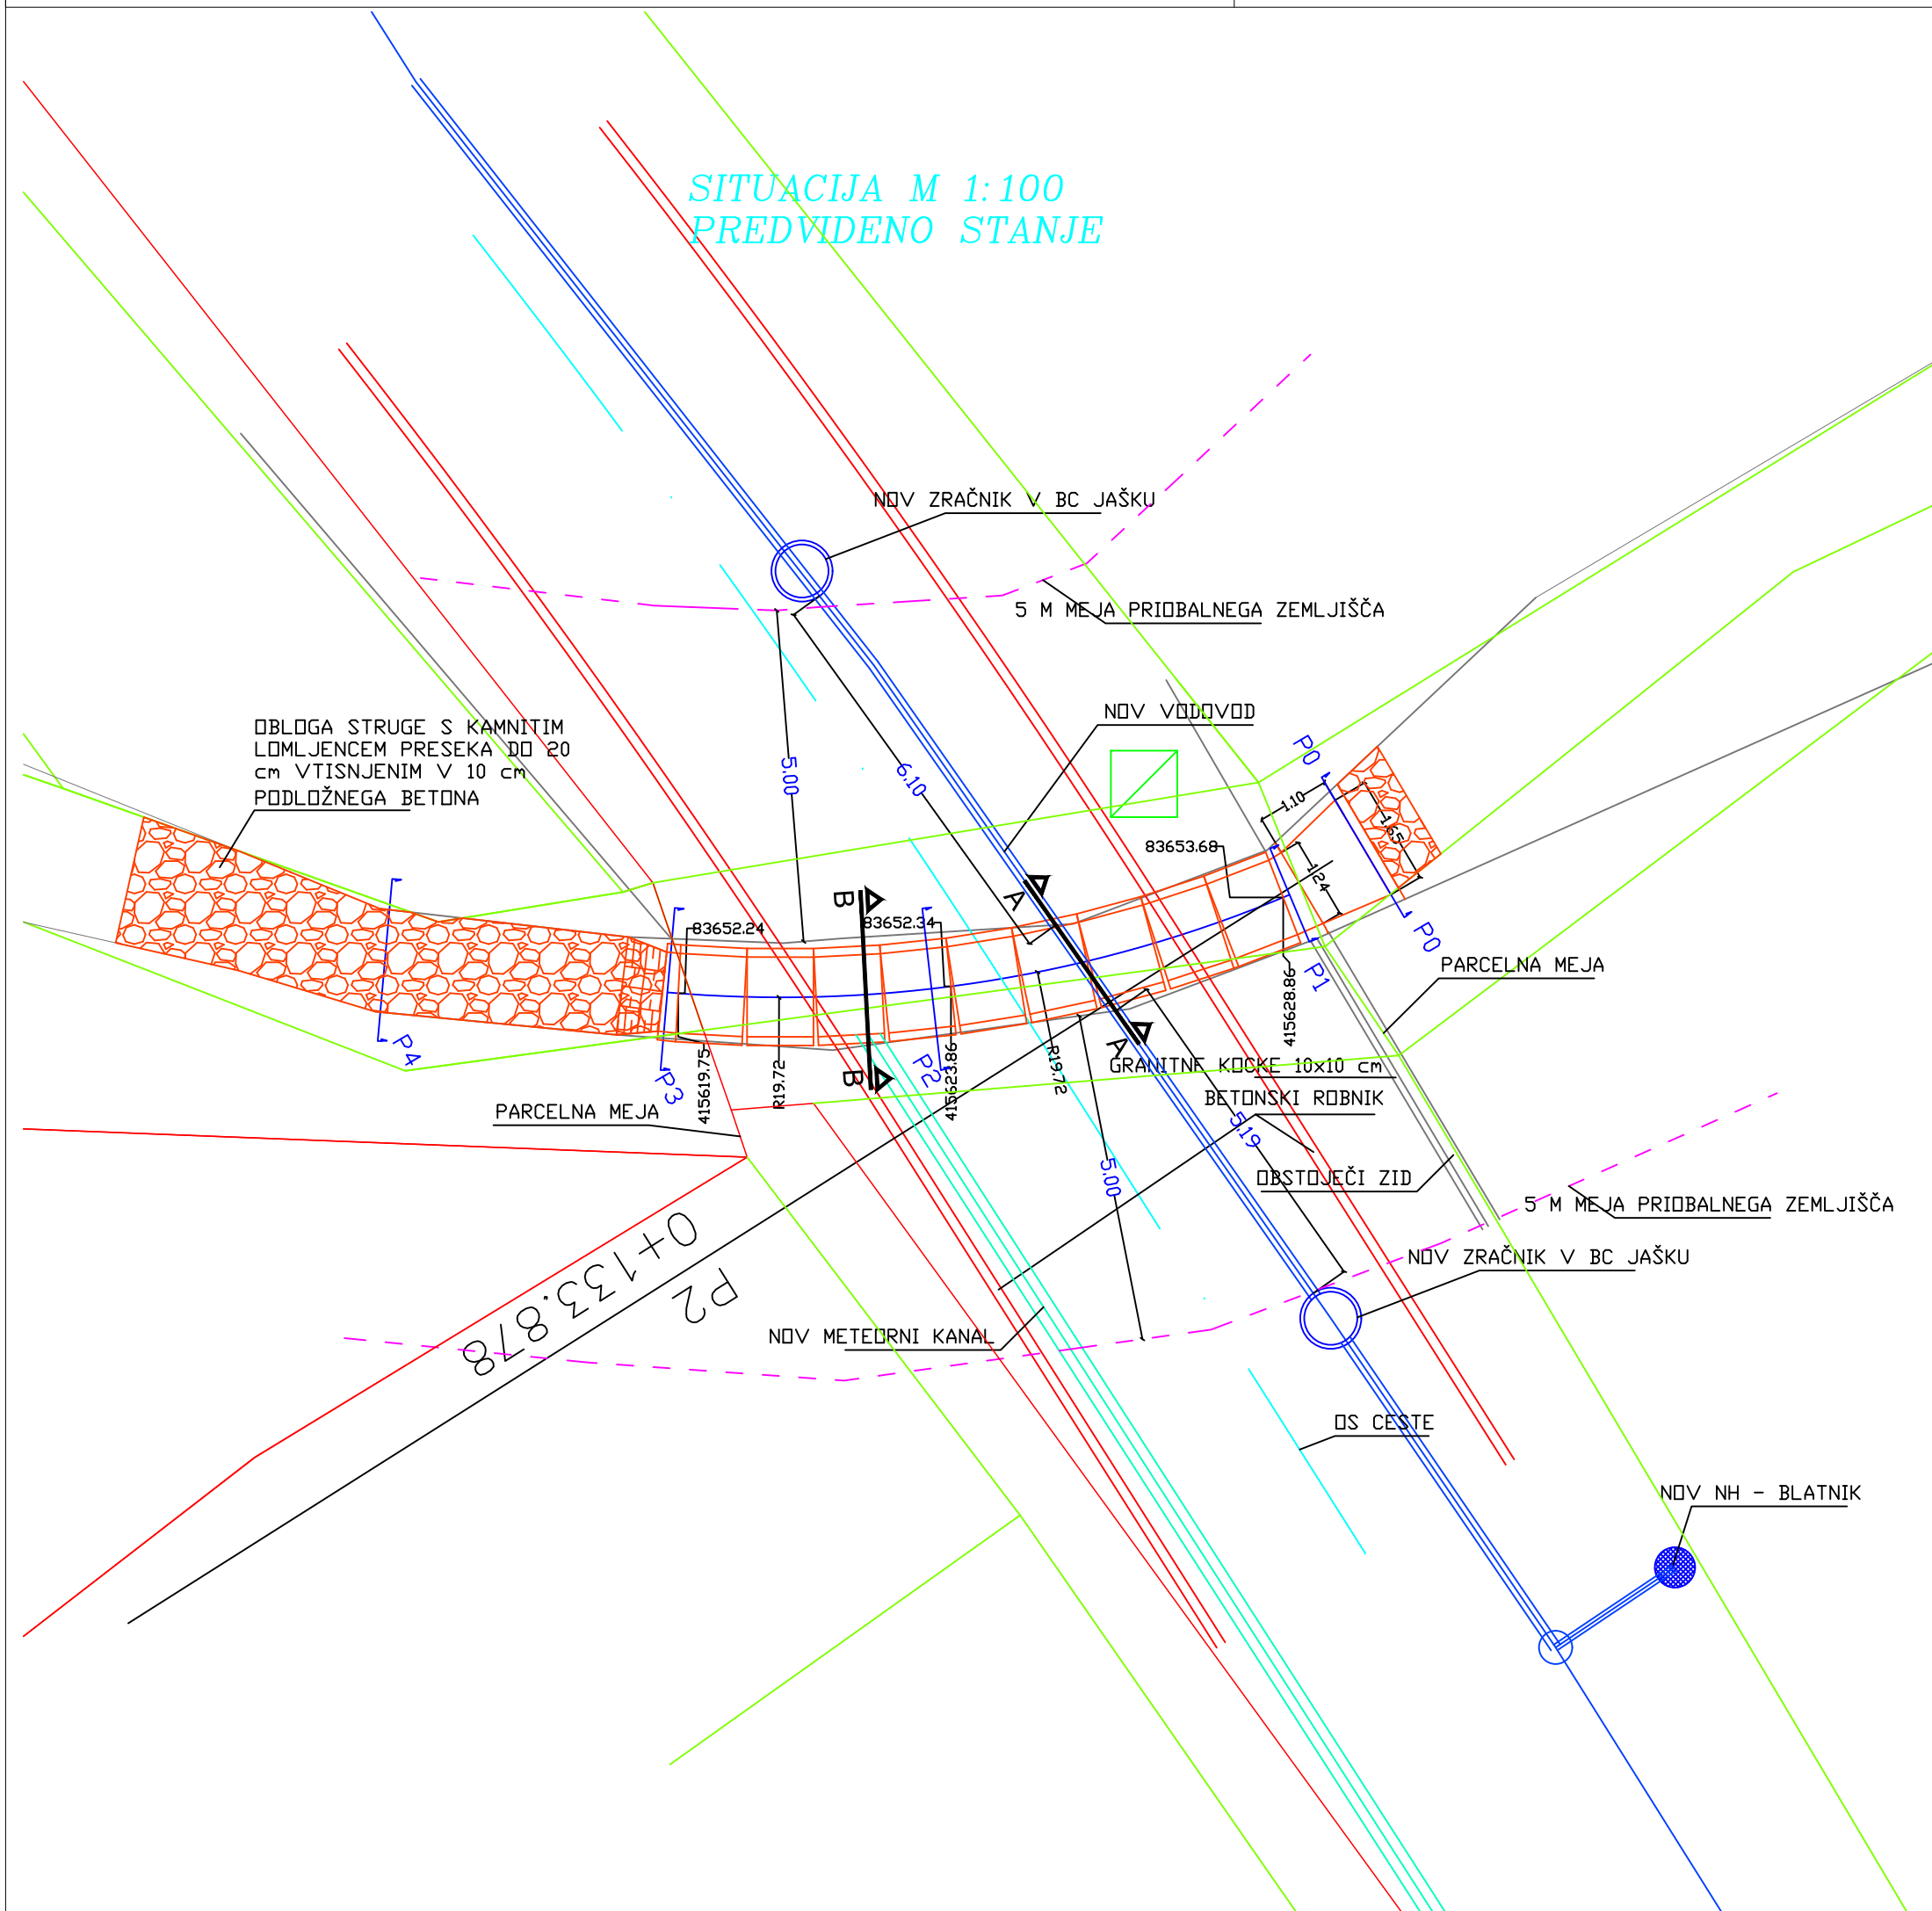 SITUACIJA M 1:100
PREDVIDENO STANJE
NOV ZRAČNIK V BC JAŠKU
5 M MEJA PRIOBALNEGA ZEMLJIŠČA
NOV VODOVOD
OBLOGA STRUGE S KAMNITIM
LOMLJENCEM PRESEKA DO 20
cm VTISNJENIM V 10 cm
PODLOŽNEGA BETONA
5.00
6.10
P0
1.10
1.65
83653.68
1.24
B
A
83652.24
83652.34
P0
PARCELNA MEJA
P1
415628.86
P4
P3
415619.75
R19.72
B
P2
415623.86
R19.72
A
GRANITNE KOCKE 10x10 cm
BETONSKI ROBNIK
PARCELNA MEJA
5.19
5.00
OBSTOJEČI ZID
5 M MEJA PRIOBALNEGA ZEMLJIŠČA
P2
0+133.878
NOV ZRAČNIK V BC JAŠKU
NOV METEORNI KANAL
OS CESTE
NOV NH - BLATNIK